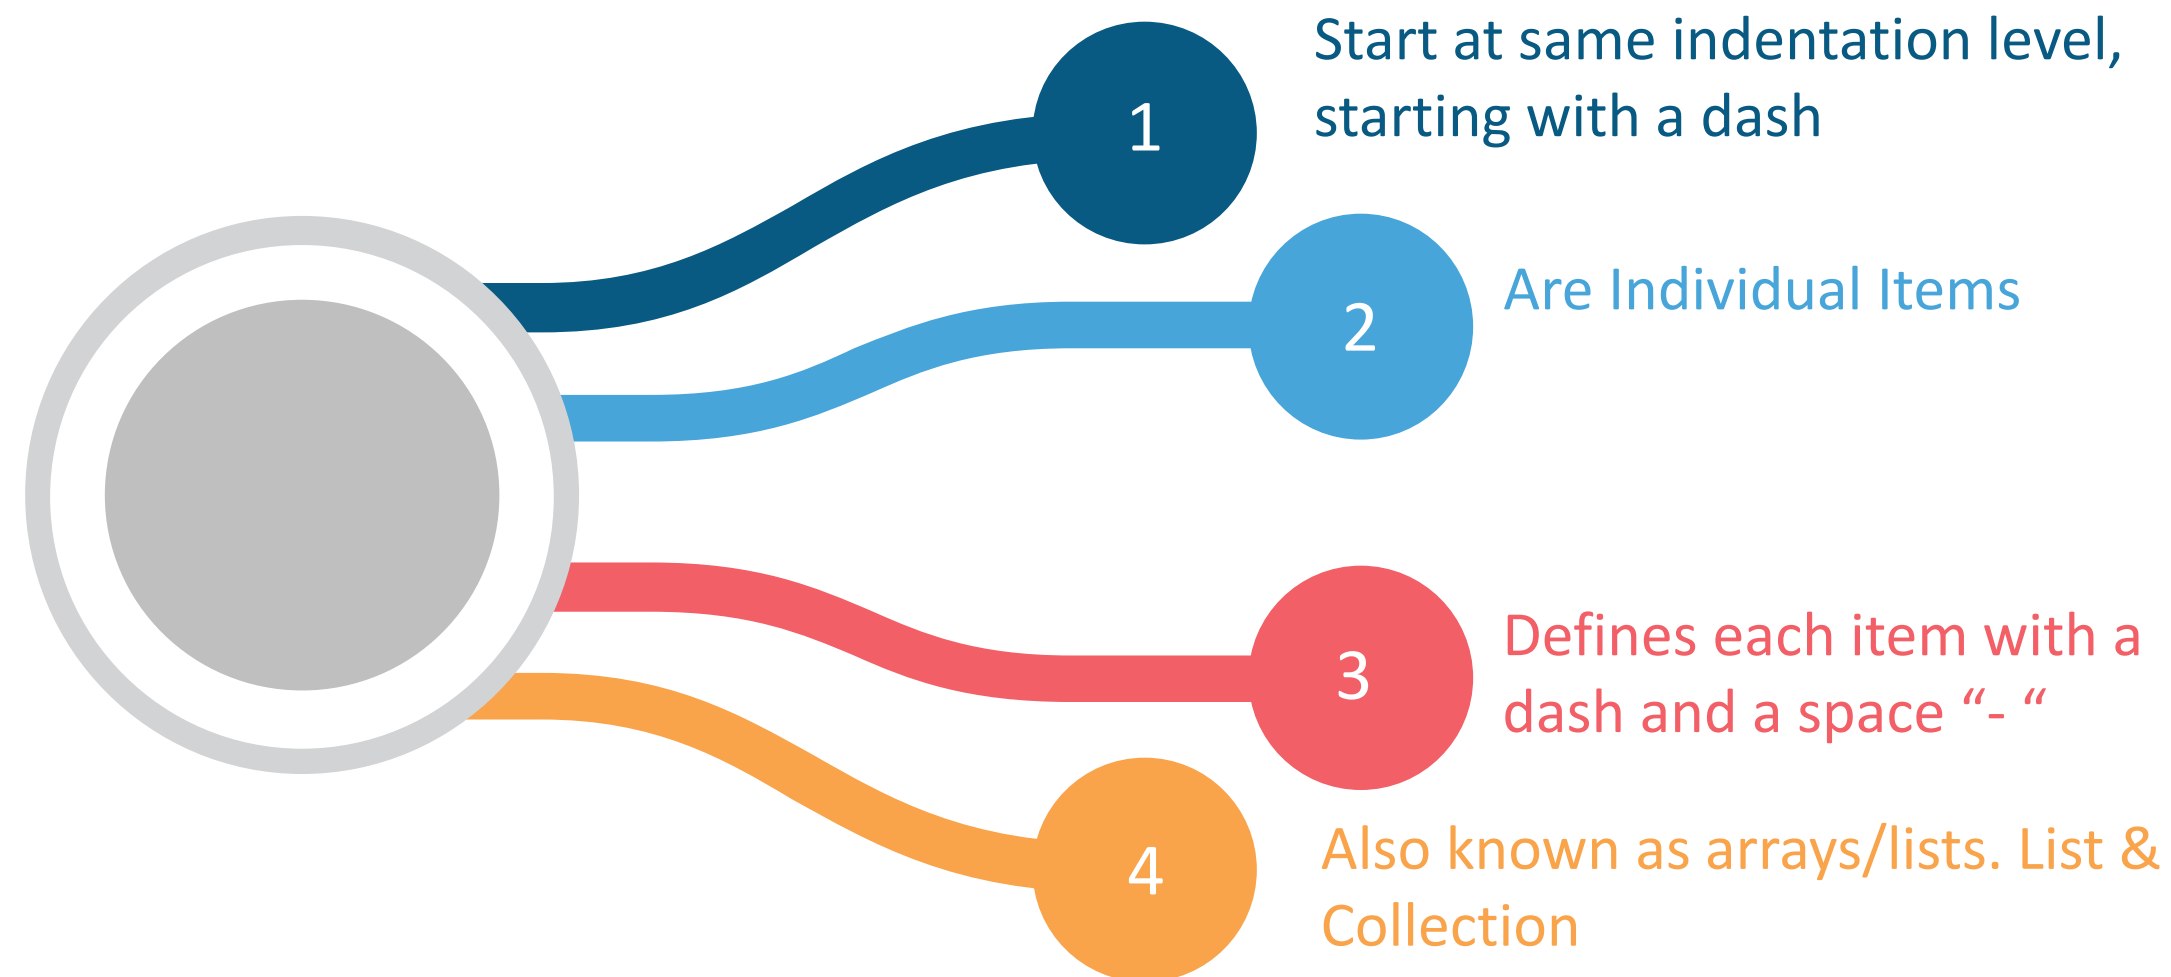 1
Start at same indentation level,
starting with a dash
2
Are Individual Items
3
Defines each item with a
dash and a space “- “
4
Also known as arrays/lists. List &
Collection